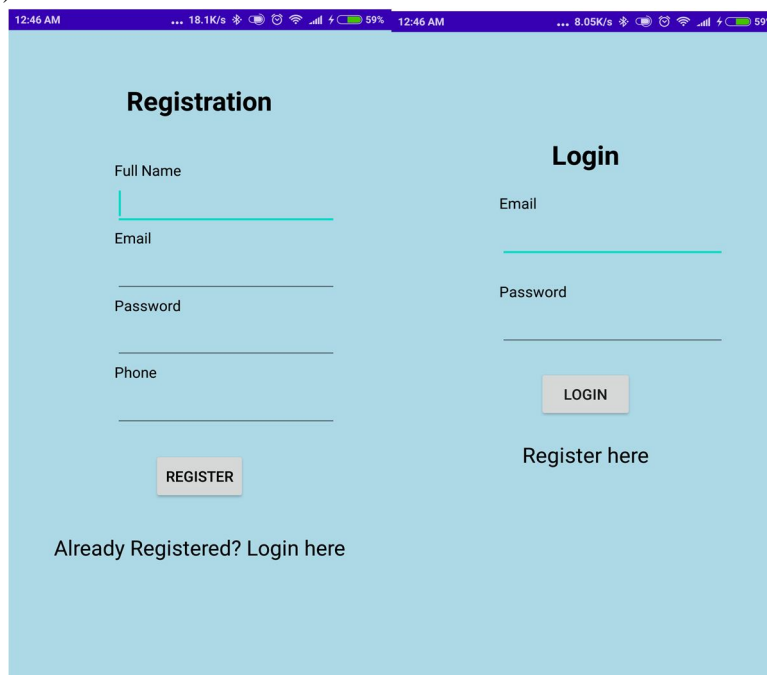 12:46 AM ... 18.1K/s 59%
Registration
Full Name
Email
Password
Phone
REGISTER
Already Registered? Login here
12:46 AM ... 8.05K/s 59
Login
Email
Password
LOGIN
Register here